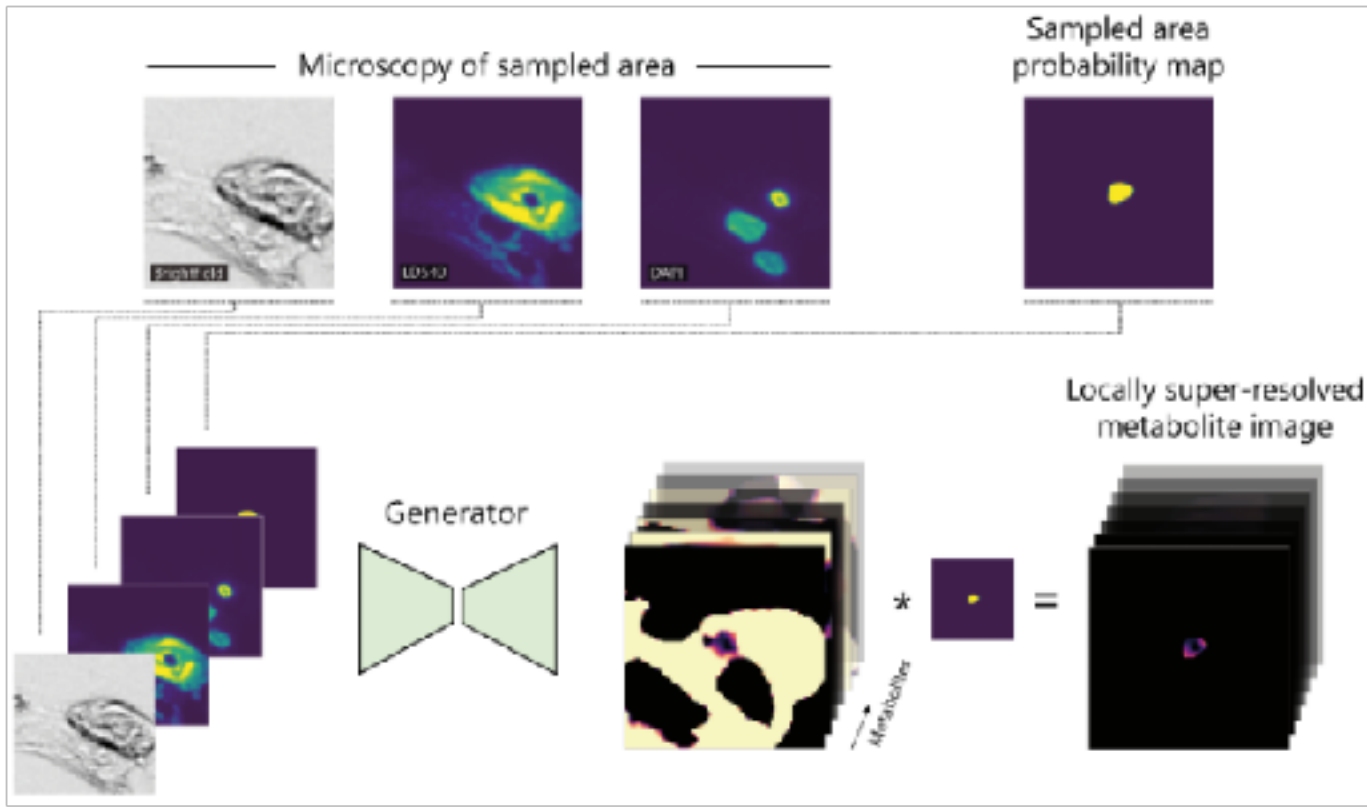 Microscopy of sampled area
Sampled area
probability map
Brightfield
LD540
DAPI
Locally super-resolved
metabolite image
Generator
*
=
Metabolites